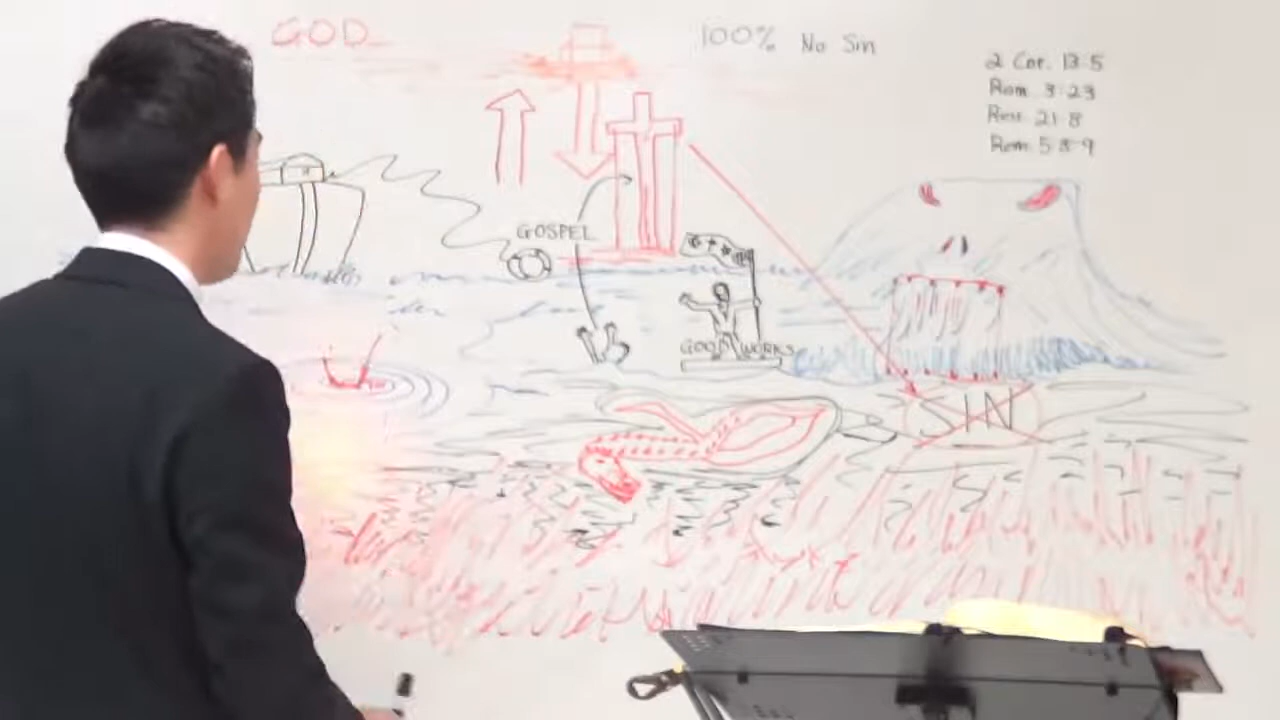 GOD
100% No Sin
2 Cor. 13:5
Rom 3:23
Rev 21:8
Rom 5:8-9
GOSPEL
GOOD WORKS
SIN